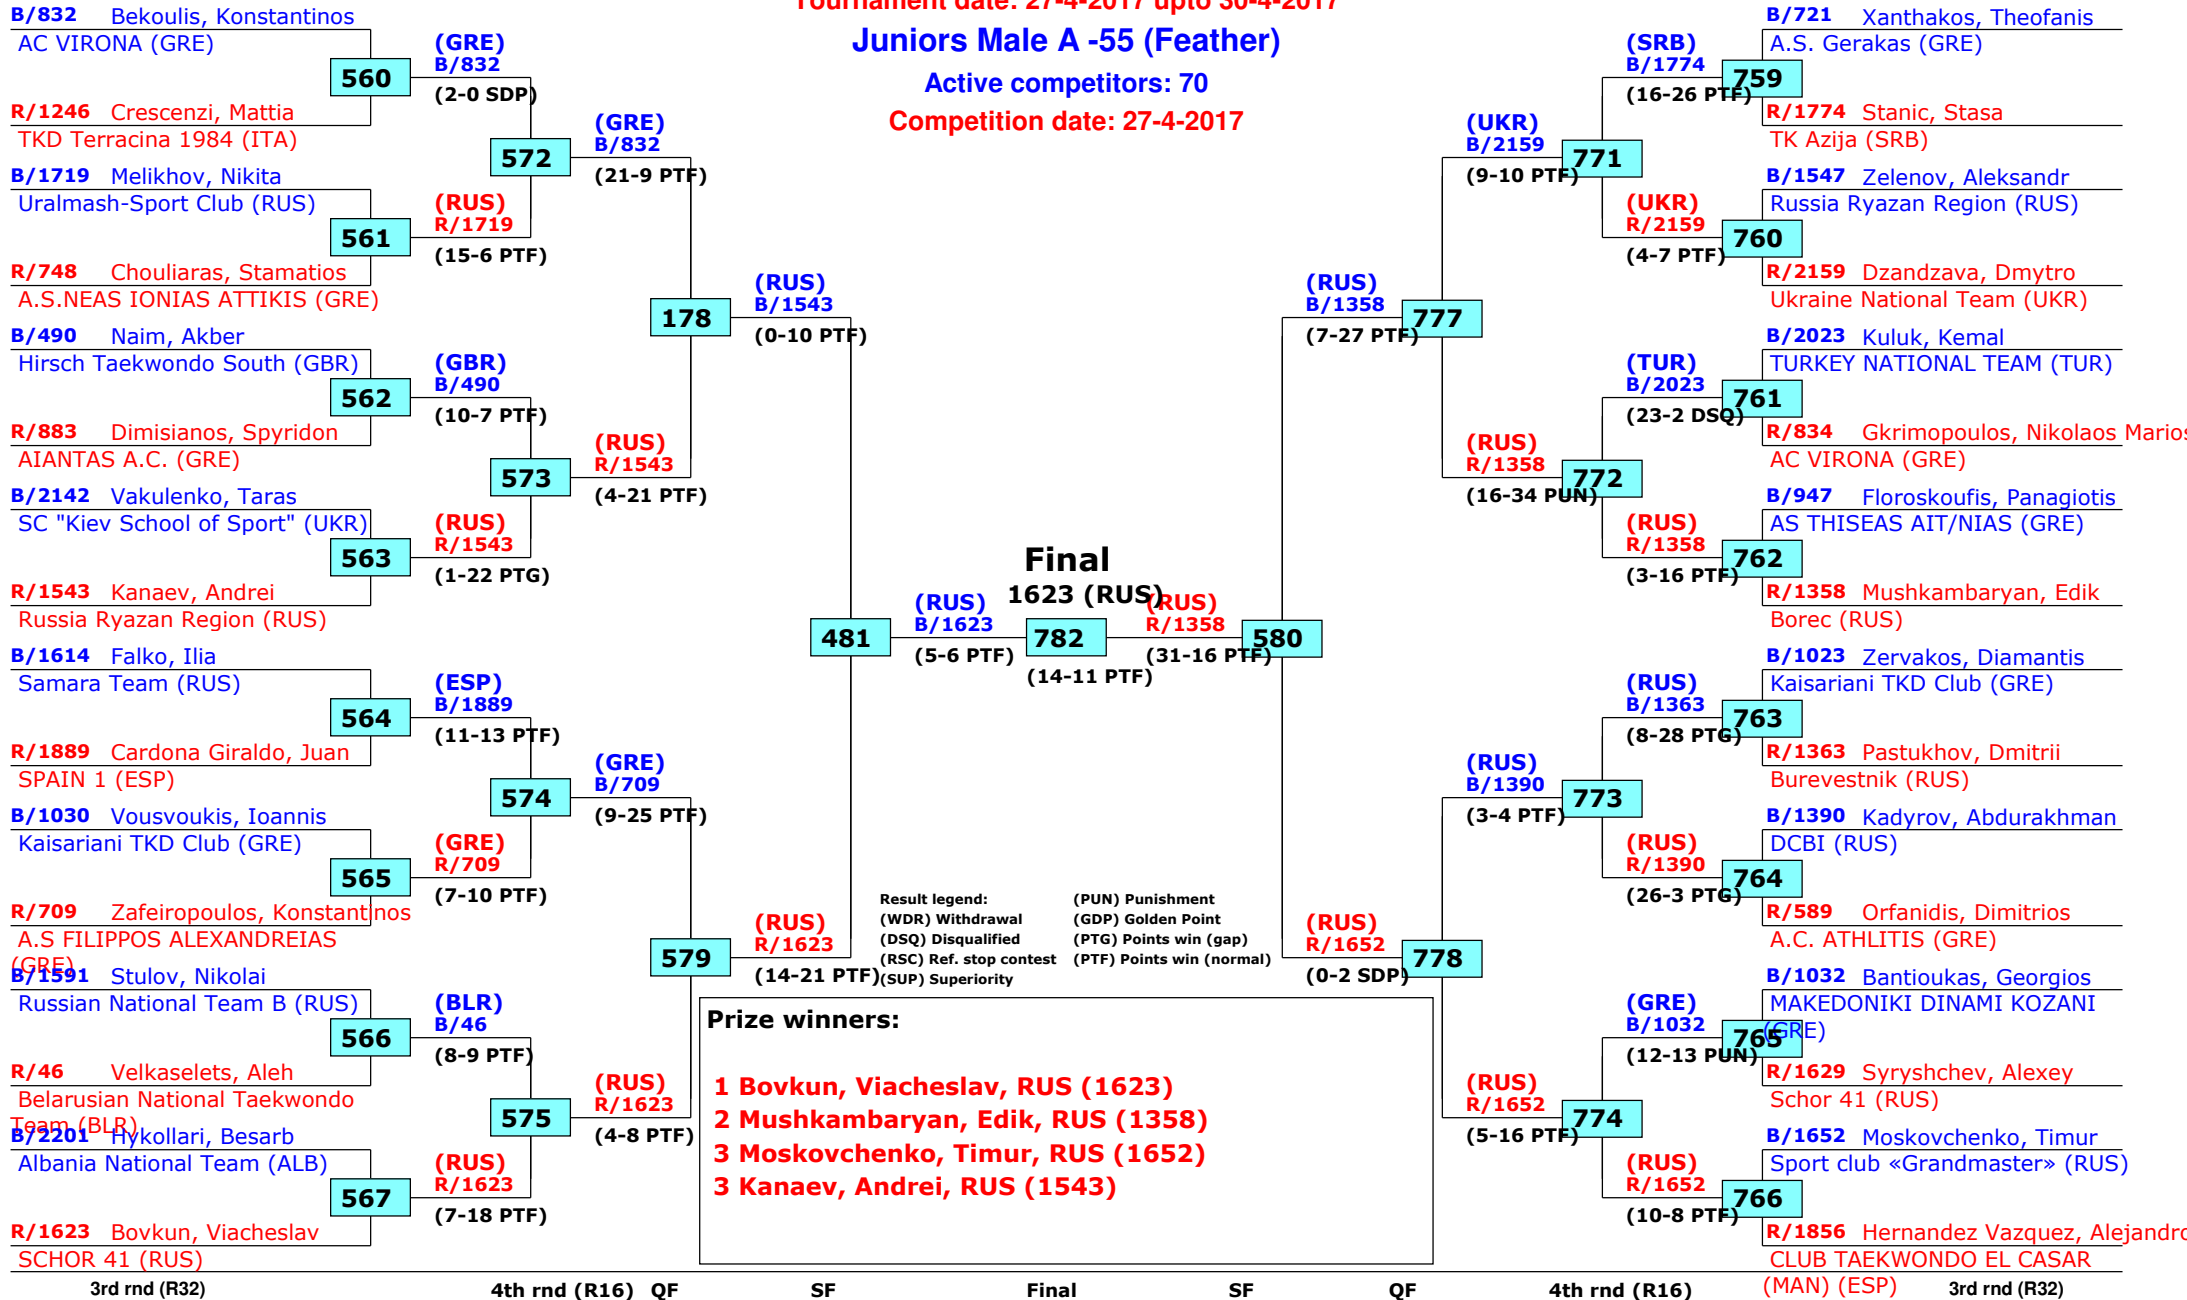 Tournament date: 27-4-2017 upto 30-4-2017
Juniors Male A -55 (Feather)
Active competitors: 70
Competition date: 27-4-2017
B/832 Bekoulis, Konstantinos
AC VIRONA (GRE)
560
R/1246 Crescenzi, Mattia
TKD Terracina 1984 (ITA)
B/1719 Melikhov, Nikita
Uralmash-Sport Club (RUS)
561
R/748 Chouliaras, Stamatios
A.S.NEAS IONIAS ATTIKIS (GRE)
B/490 Naim, Akber
Hirsch Taekwondo South (GBR)
562
R/883 Dimisianos, Spyridon
AIANTAS A.C. (GRE)
B/2142 Vakulenko, Taras
SC "Kiev School of Sport" (UKR)
563
R/1543 Kanaev, Andrei
Russia Ryazan Region (RUS)
B/1614 Falko, Ilia
Samara Team (RUS)
564
R/1889 Cardona Giraldo, Juan
SPAIN 1 (ESP)
B/1030 Vousvoukis, Ioannis
Kaisariani TKD Club (GRE)
565
R/709 Zafeiropoulos, Konstantinos
A.S FILIPPOS ALEXANDREIAS
(GRE)
B/1591 Stulov, Nikolai
Russian National Team B (RUS)
566
R/46 Velkaselets, Aleh
Belarusian National Taekwondo
Team (BLR)
B/2201 Hykollari, Besarb
Albania National Team (ALB)
567
R/1623 Bovkun, Viacheslav
SCHOR 41 (RUS)
(GRE)
B/832
(2-0 SDP)
572
(RUS)
R/1719
(15-6 PTF)
(GBR)
B/490
(10-7 PTF)
573
(RUS)
R/1543
(1-22 PTG)
(ESP)
B/1889
(11-13 PTF)
574
(GRE)
R/709
(7-10 PTF)
(BLR)
B/46
(8-9 PTF)
575
(RUS)
R/1623
(7-18 PTF)
(GRE)
B/832
(21-9 PTF)
178
(RUS)
R/1543
(4-21 PTF)
(GRE)
B/709
(9-25 PTF)
579
(RUS)
R/1623
(4-8 PTF)
(RUS)
B/1543
(0-10 PTF)
481
(RUS)
R/1623
(14-21 PTF)
(RUS)
B/1623
(5-6 PTF)
Final
1623 (RUS)
782
(14-11 PTF)
(RUS)
R/1358
(31-16 PTF)
580
(RUS)
B/1358
(7-27 PTF)
777
(RUS)
R/1652
(0-2 SDP)
778
(UKR)
B/2159
(9-10 PTF)
771
(RUS)
R/1358
(16-34 PUN)
772
(RUS)
B/1390
(3-4 PTF)
773
(RUS)
R/1652
(5-16 PTF)
774
(SRB)
B/1774
(16-26 PTF)
759
(UKR)
R/2159
(4-7 PTF)
760
(TUR)
B/2023
(23-2 DSQ)
761
(RUS)
R/1358
(3-16 PTF)
762
(RUS)
B/1363
(8-28 PTG)
763
(RUS)
R/1390
(26-3 PTG)
764
(GRE)
B/1032
(12-13 PUN)
765
(RUS)
R/1652
(10-8 PTF)
766
B/721 Xanthakos, Theofanis
A.S. Gerakas (GRE)
R/1774 Stanic, Stasa
TK Azija (SRB)
B/1547 Zelenov, Aleksandr
Russia Ryazan Region (RUS)
R/2159 Dzandzava, Dmytro
Ukraine National Team (UKR)
B/2023 Kuluk, Kemal
TURKEY NATIONAL TEAM (TUR)
R/834 Gkrimopoulos, Nikolaos Marios
AC VIRONA (GRE)
B/947 Floroskoufis, Panagiotis
AS THISEAS AIT/NIAS (GRE)
R/1358 Mushkambaryan, Edik
Borec (RUS)
B/1023 Zervakos, Diamantis
Kaisariani TKD Club (GRE)
R/1363 Pastukhov, Dmitrii
Burevestnik (RUS)
B/1390 Kadyrov, Abdurakhman
DCBI (RUS)
R/589 Orfanidis, Dimitrios
A.C. ATHLITIS (GRE)
B/1032 Bantioukas, Georgios
MAKEDONIKI DINAMI KOZANI
(GRE)
R/1629 Syryshchev, Alexey
Schor 41 (RUS)
B/1652 Moskovchenko, Timur
Sport club «Grandmaster» (RUS)
R/1856 Hernandez Vazquez, Alejandro
CLUB TAEKWONDO EL CASAR
(MAN) (ESP)
Result legend: (PUN) Punishment
(WDR) Withdrawal (GDP) Golden Point
(DSQ) Disqualified (PTG) Points win (gap)
(RSC) Ref. stop contest (PTF) Points win (normal)
(SUP) Superiority
Prize winners:
1 Bovkun, Viacheslav, RUS (1623)
2 Mushkambaryan, Edik, RUS (1358)
3 Moskovchenko, Timur, RUS (1652)
3 Kanaev, Andrei, RUS (1543)
3rd rnd (R32) 4th rnd (R16) QF SF Final SF QF 4th rnd (R16) 3rd rnd (R32)